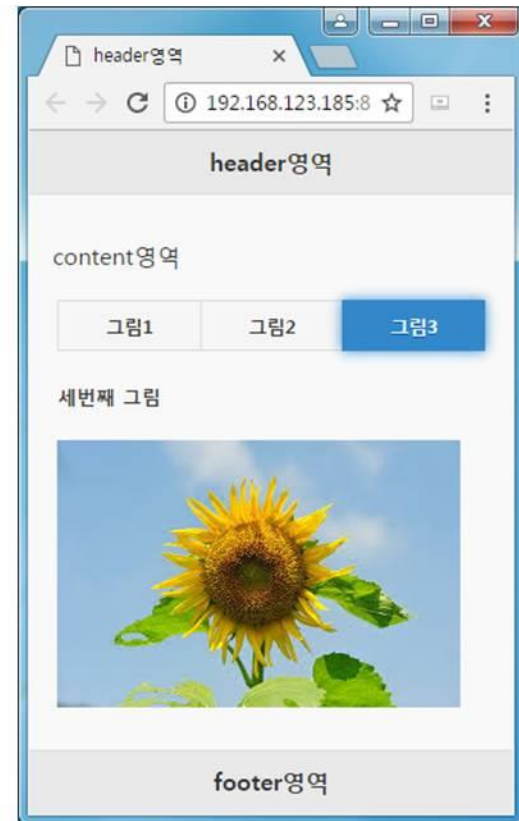 header영역
192.168.123.185:8
header영역
content영역
그림1 그림2 그림3
세번째 그림
footer영역